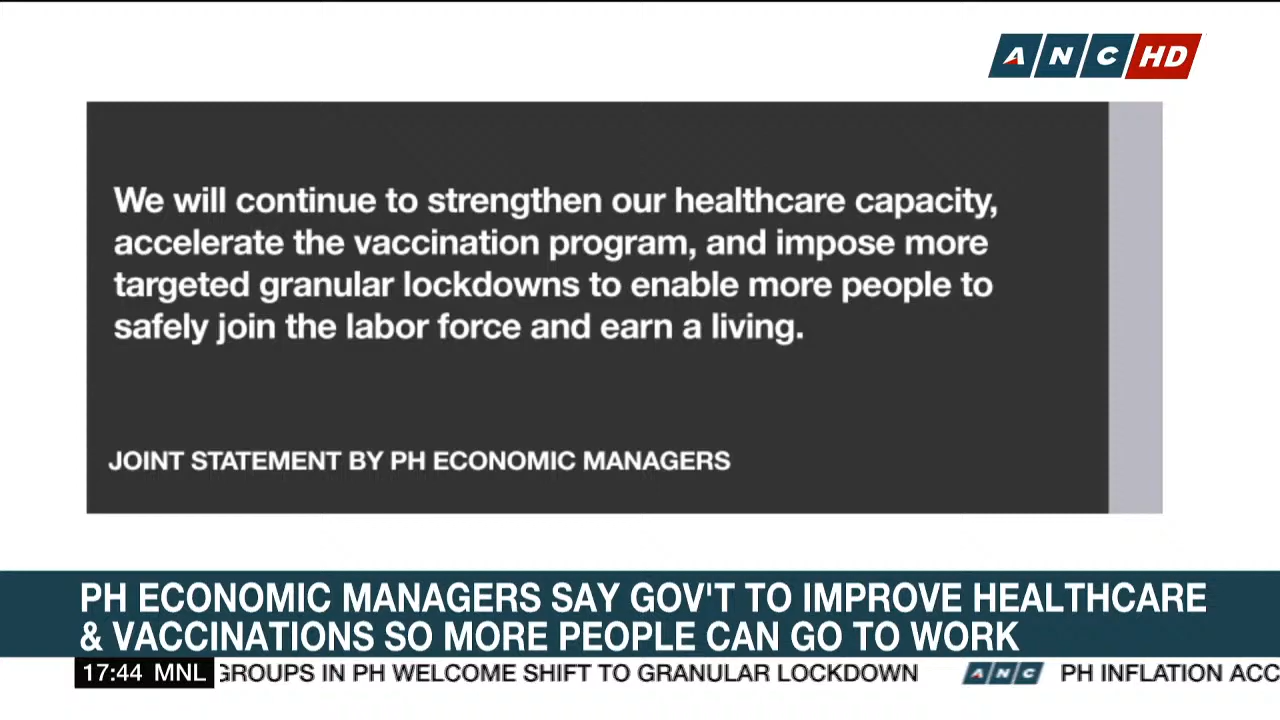 ANC HD
We will continue to strengthen our healthcare capacity,
accelerate the vaccination program, and impose more
targeted granular lockdowns to enable more people to
safely join the labor force and earn a living.
JOINT STATEMENT BY PH ECONOMIC MANAGERS
PH ECONOMIC MANAGERS SAY GOV'T TO IMPROVE HEALTHCARE
& VACCINATIONS SO MORE PEOPLE CAN GO TO WORK
17:44 MNL GROUPS IN PH WELCOME SHIFT TO GRANULAR LOCKDOWN ANC PH INFLATION ACC